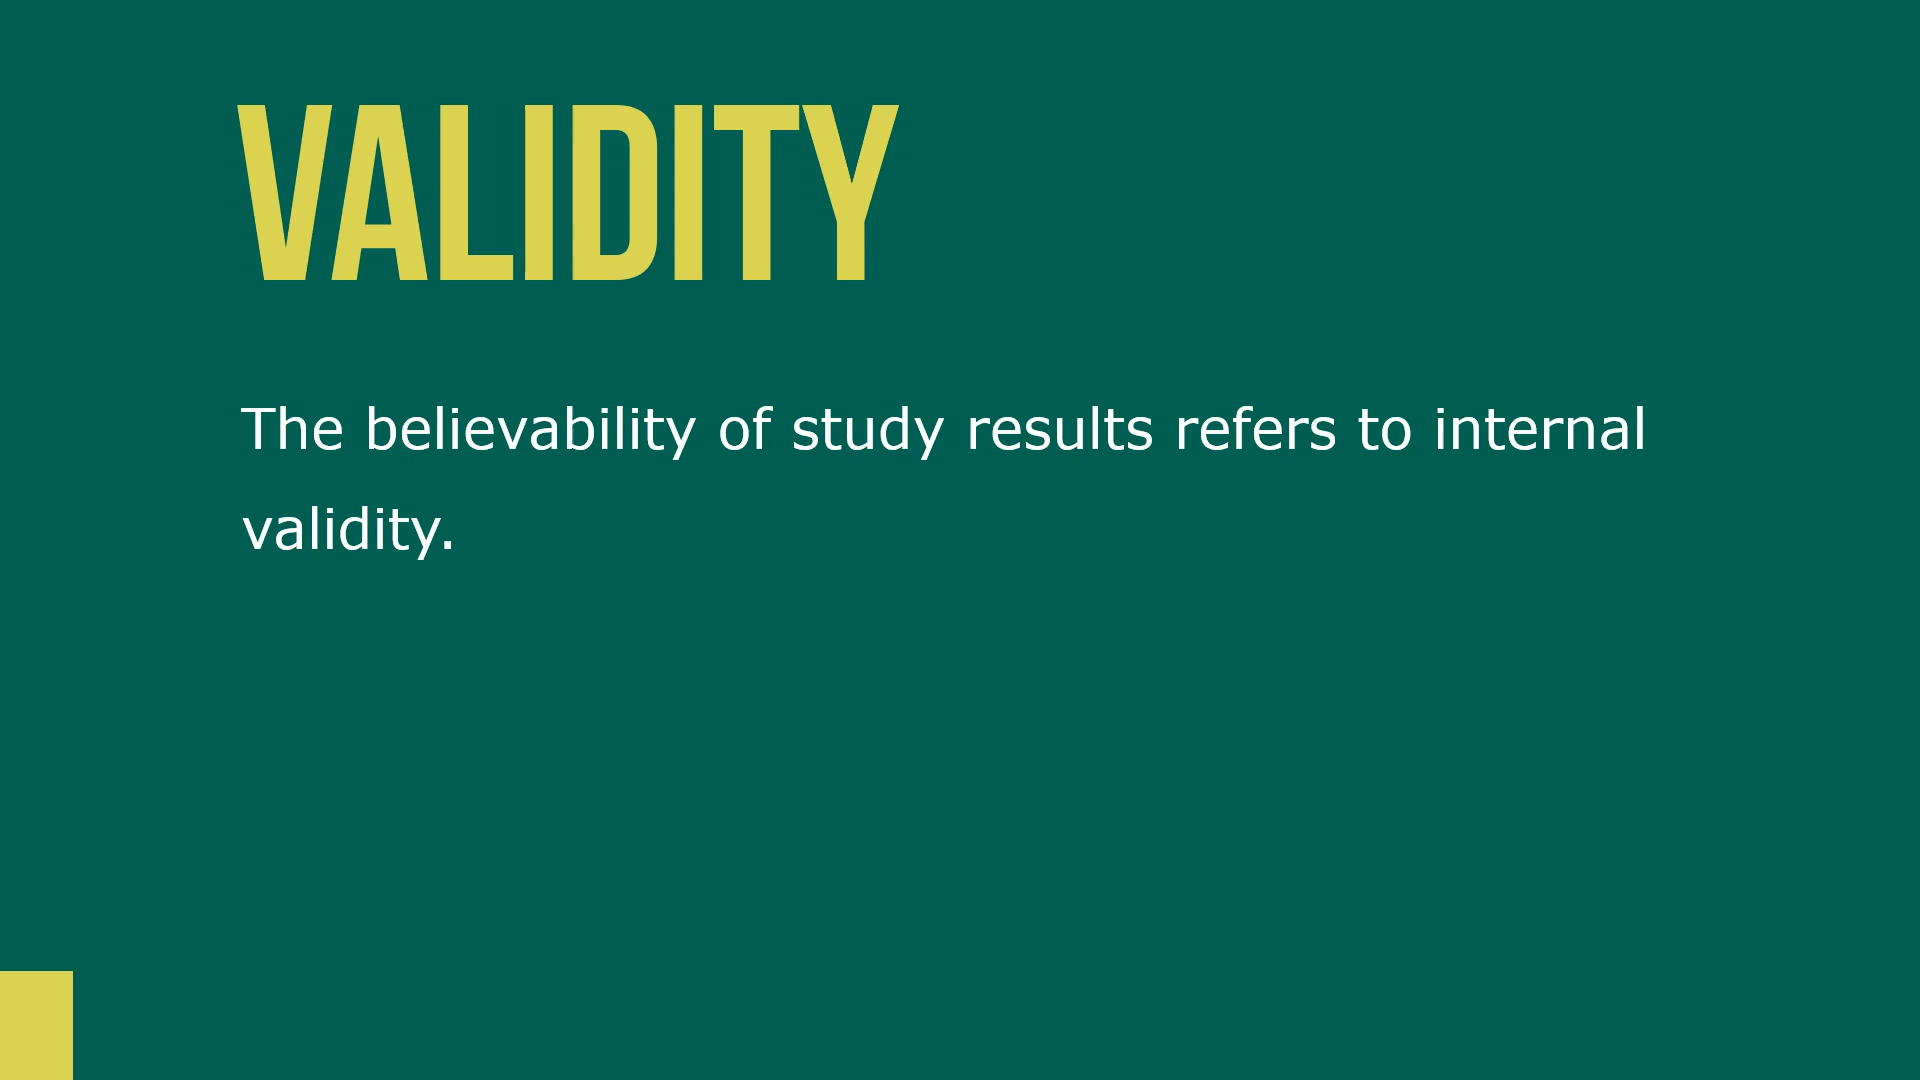 VALIDITY
The believability of study results refers to internal
validity.